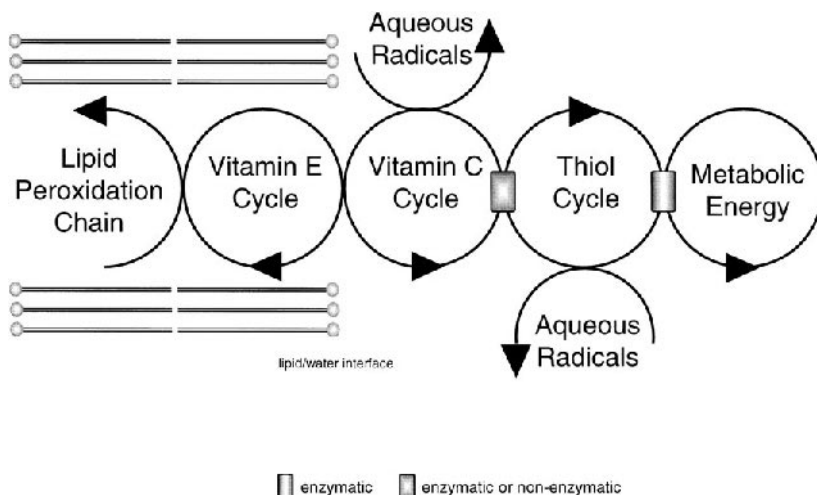 Aqueous
Radicals
Lipid
Peroxidation
Chain
Vitamin E
Cycle
Vitamin C
Cycle
Thiol
Cycle
Metabolic
Energy
Aqueous
Radicals
lipid/water interface
enzymatic
enzymatic or non-enzymatic